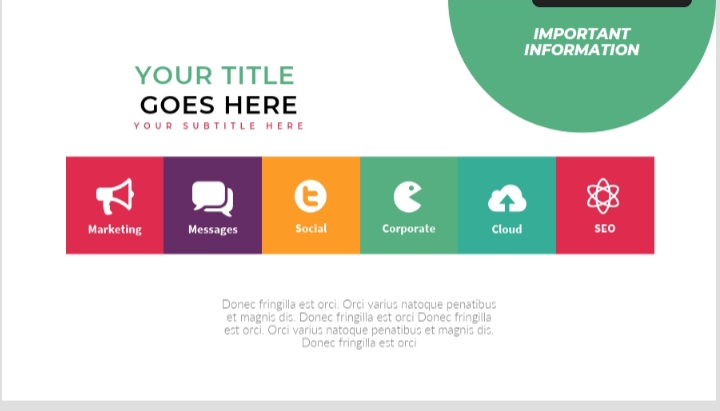 IMPORTANT
INFORMATION
YOUR TITLE
GOES HERE
YOUR SUBTITLE HERE
Marketing
Messages
Social
Corporate
Cloud
SEO
Donec fringilla est orci. Orci varius natoque penatibus
et magnis dis. Donec fringilla est orci Donec fringilla
est orci. Orci varius natoque penatibus et magnis dis.
Donec fringilla est orci